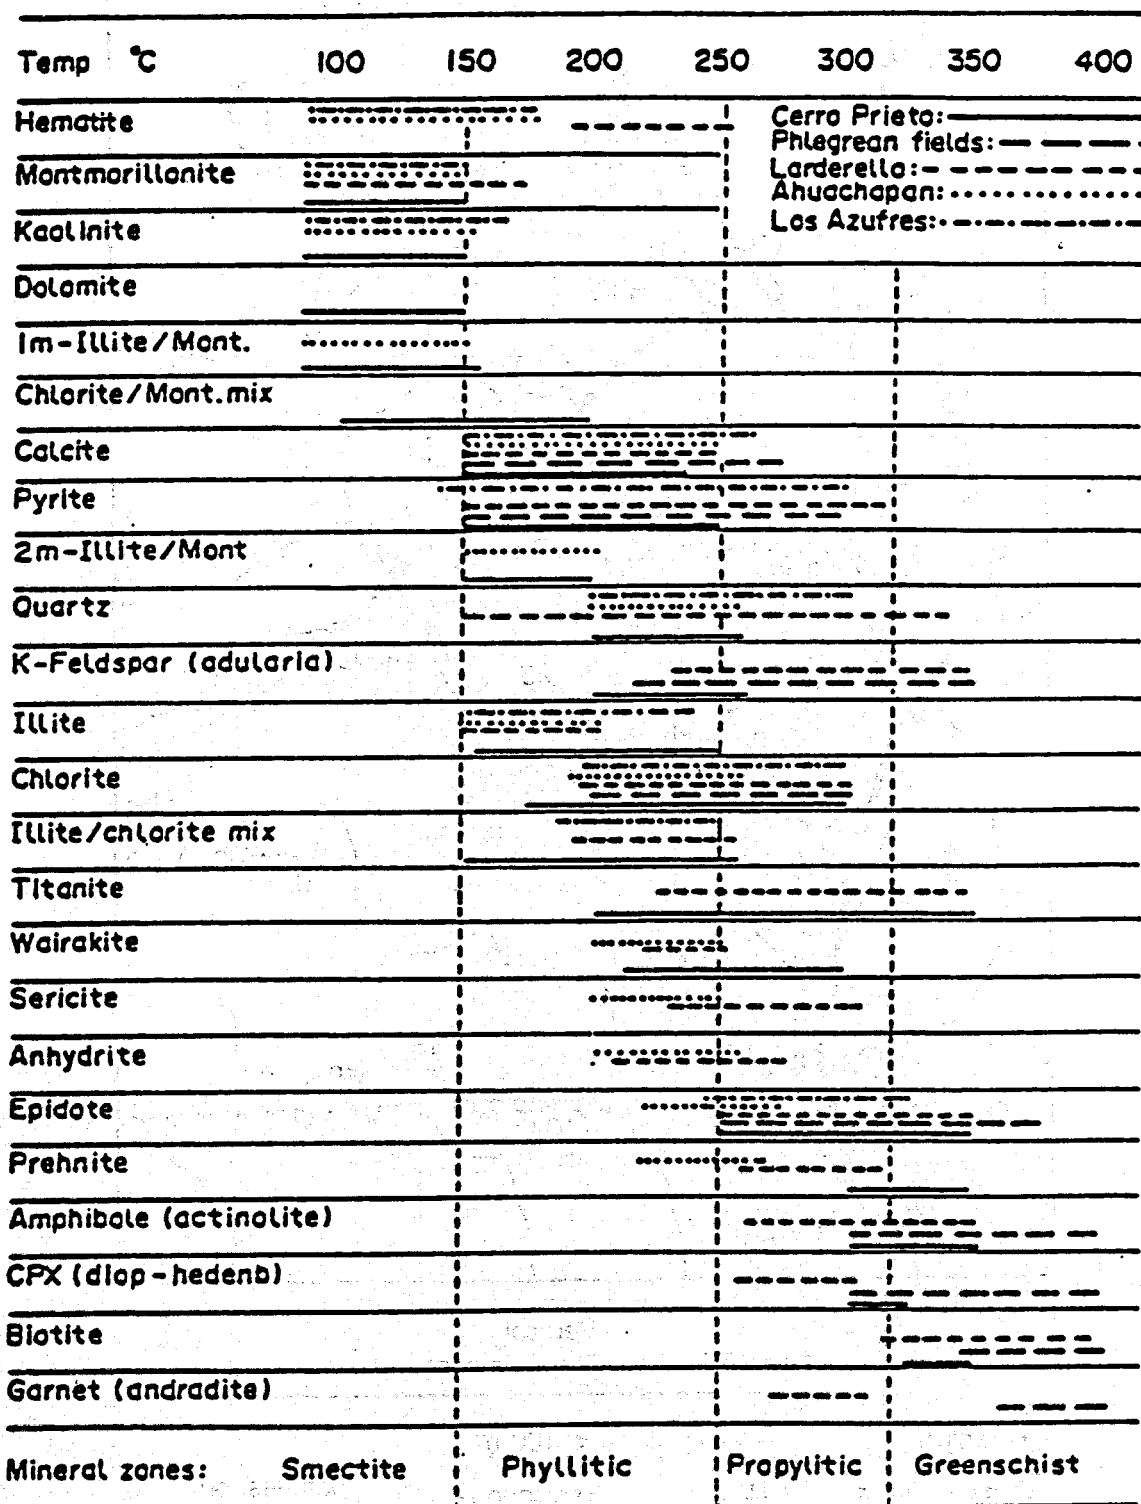 Temp °C 100 150 200 250 300 350 400
Hematite
Cerro Prieto:
Phlegrean fields:
Larderello:
Ahuachapan:
Los Azufres:
Montmorillonite
Kaolinite
Dolomite
1m-Illite/Mont.
Chlorite/Mont.mix
Calcite
Pyrite
2m-Illite/Mont
Quartz
K-Feldspar (adularia)
Illite
Chlorite
Illite/chlorite mix
Titanite
Wairakite
Sericite
Anhydrite
Epidote
Prehnite
Amphibole (actinolite)
CPX (diop-hedenb)
Biotite
Garnet (andradite)
Mineral zones: Smectite Phyllitic Propylitic Greenschist